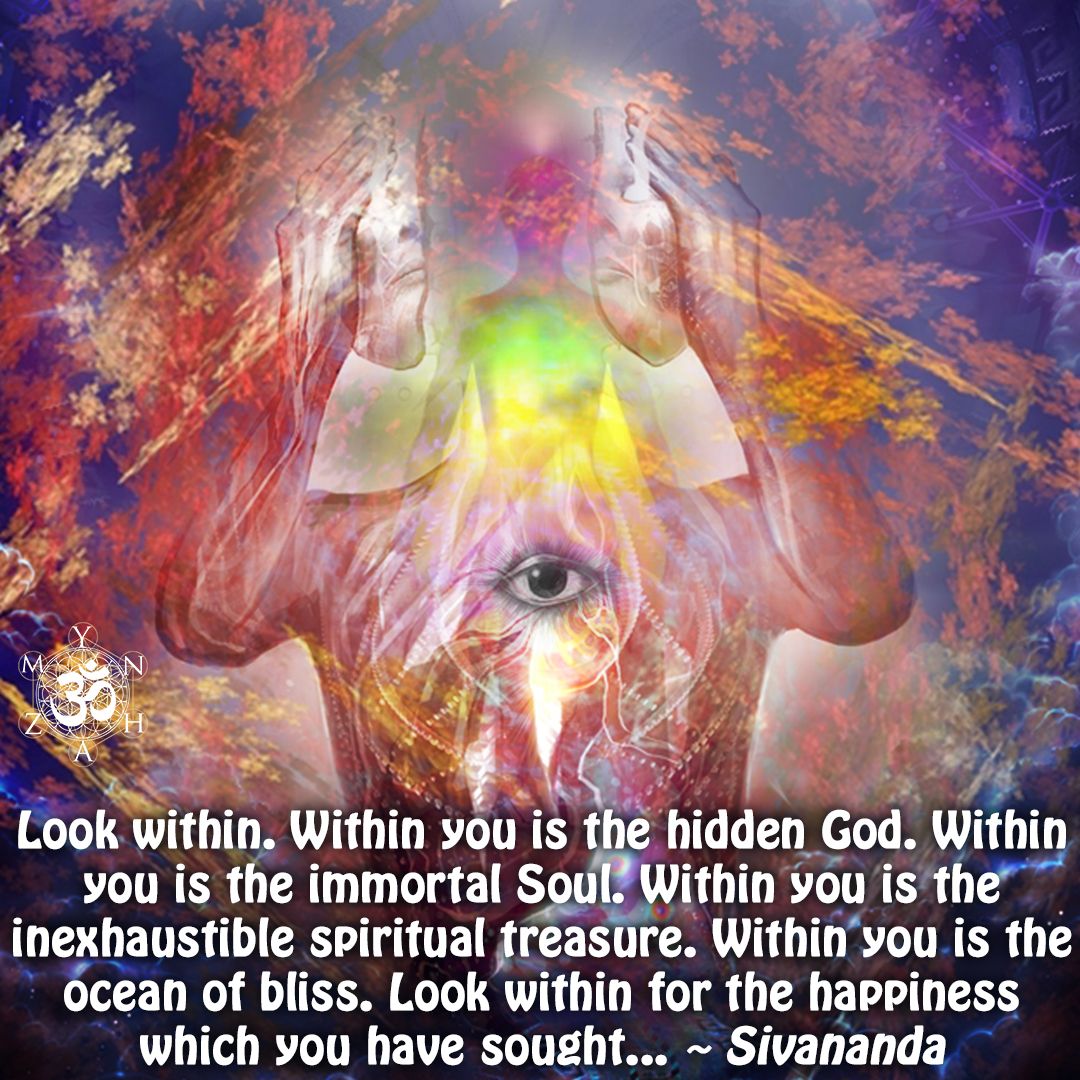 Y
M N
ॐ
Z H
A
Look within. Within you is the hidden God. Within
you is the immortal Soul. Within you is the
inexhaustible spiritual treasure. Within you is the
ocean of bliss. Look within for the happiness
which you have sought... ~ Sivananda